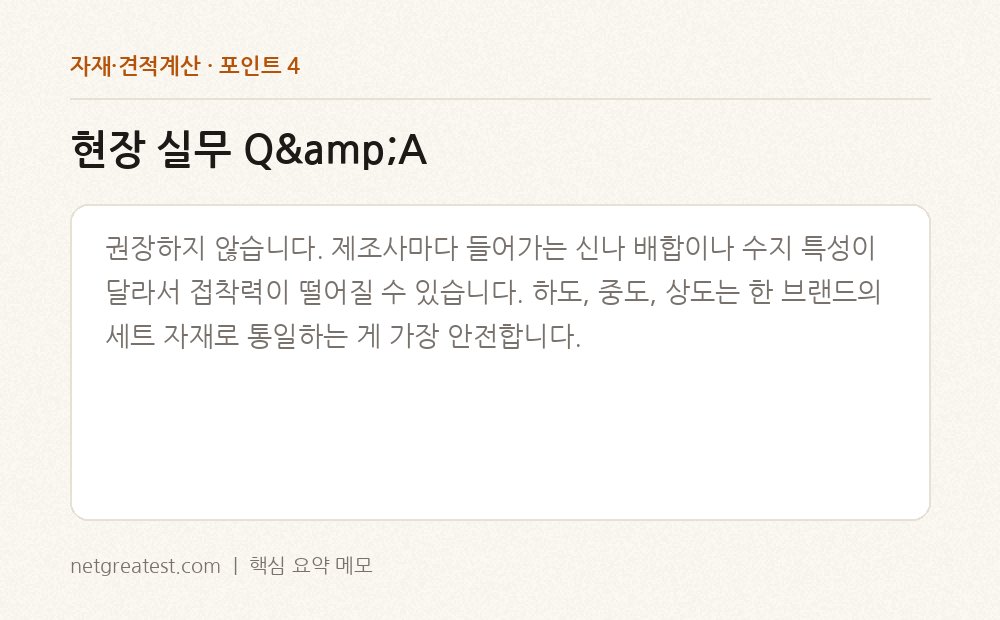 자재·견적계산 · 포인트 4
현장 실무 Q&amp;A
권장하지 않습니다. 제조사마다 들어가는 신나 배합이나 수지 특성이
달라서 접착력이 떨어질 수 있습니다. 하도, 중도, 상도는 한 브랜드의
세트 자재로 통일하는 게 가장 안전합니다.
netgreatest.com | 핵심 요약 메모